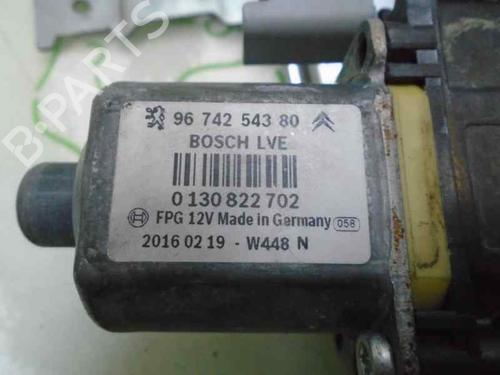 B-PARTS
96 742 543 80
BOSCH LVE
0 130 822 702
FPG 12V Made in Germany 058
2016 02 19 - W448 N